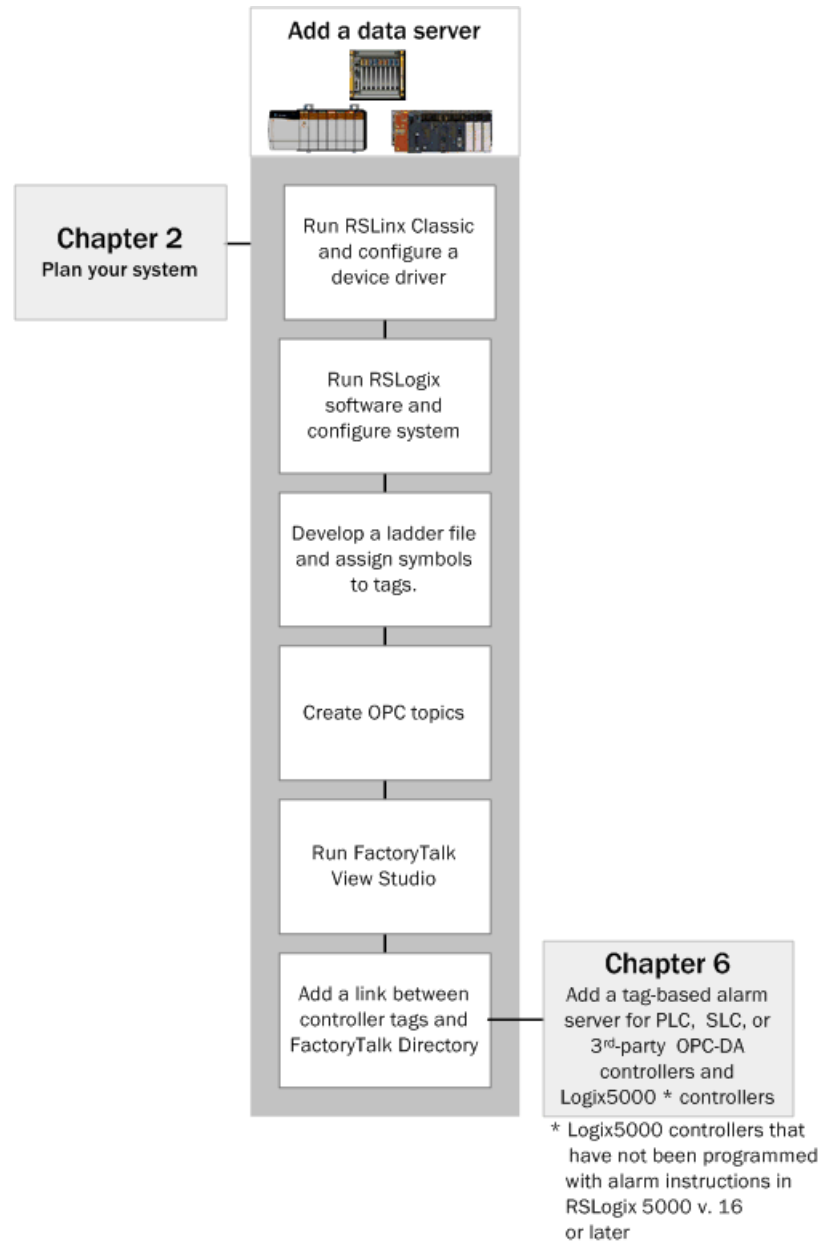 Add a data server
Chapter 2
Plan your system
Run RSLinx Classic
and configure a
device driver
Run RSLogix
software and
configure system
Develop a ladder file
and assign symbols
to tags.
Create OPC topics
Run FactoryTalk
View Studio
Add a link between
controller tags and
FactoryTalk Directory
Chapter 6
Add a tag-based alarm
server for PLC, SLC, or
3rd-party OPC-DA
controllers and
Logix5000 * controllers
* Logix5000 controllers that
have not been programmed
with alarm instructions in
RSLogix 5000 v. 16
or later